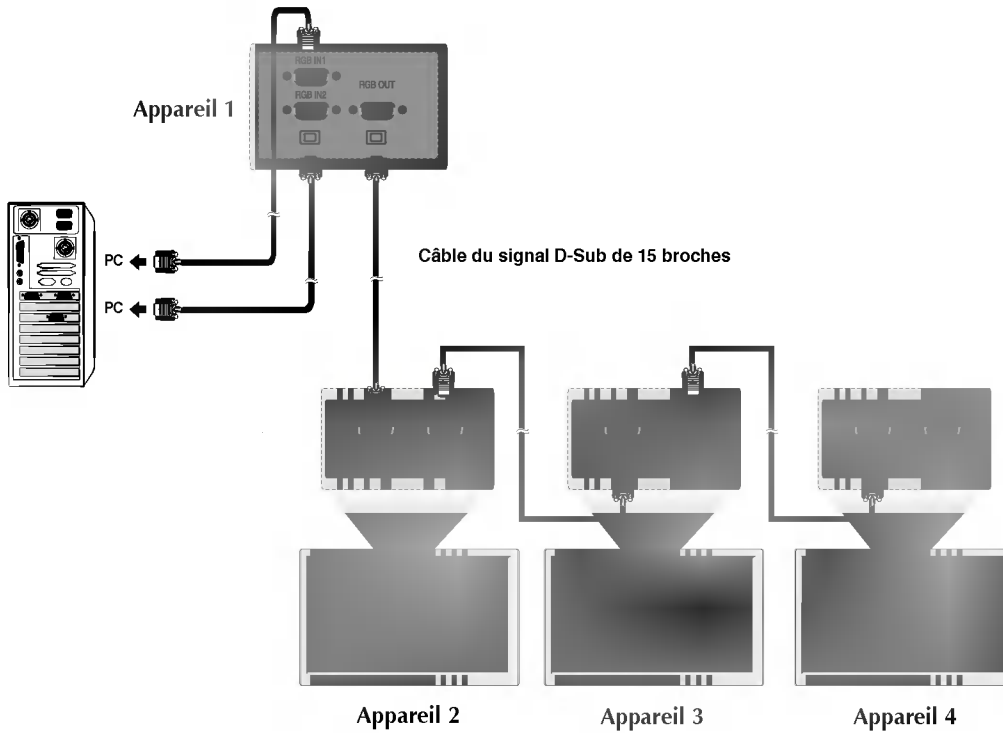 RGB IN1
RGB OUT
RGB IN2
Appareil 1
PC
Câble du signal D-Sub de 15 broches
PC
Appareil 2
Appareil 3
Appareil 4